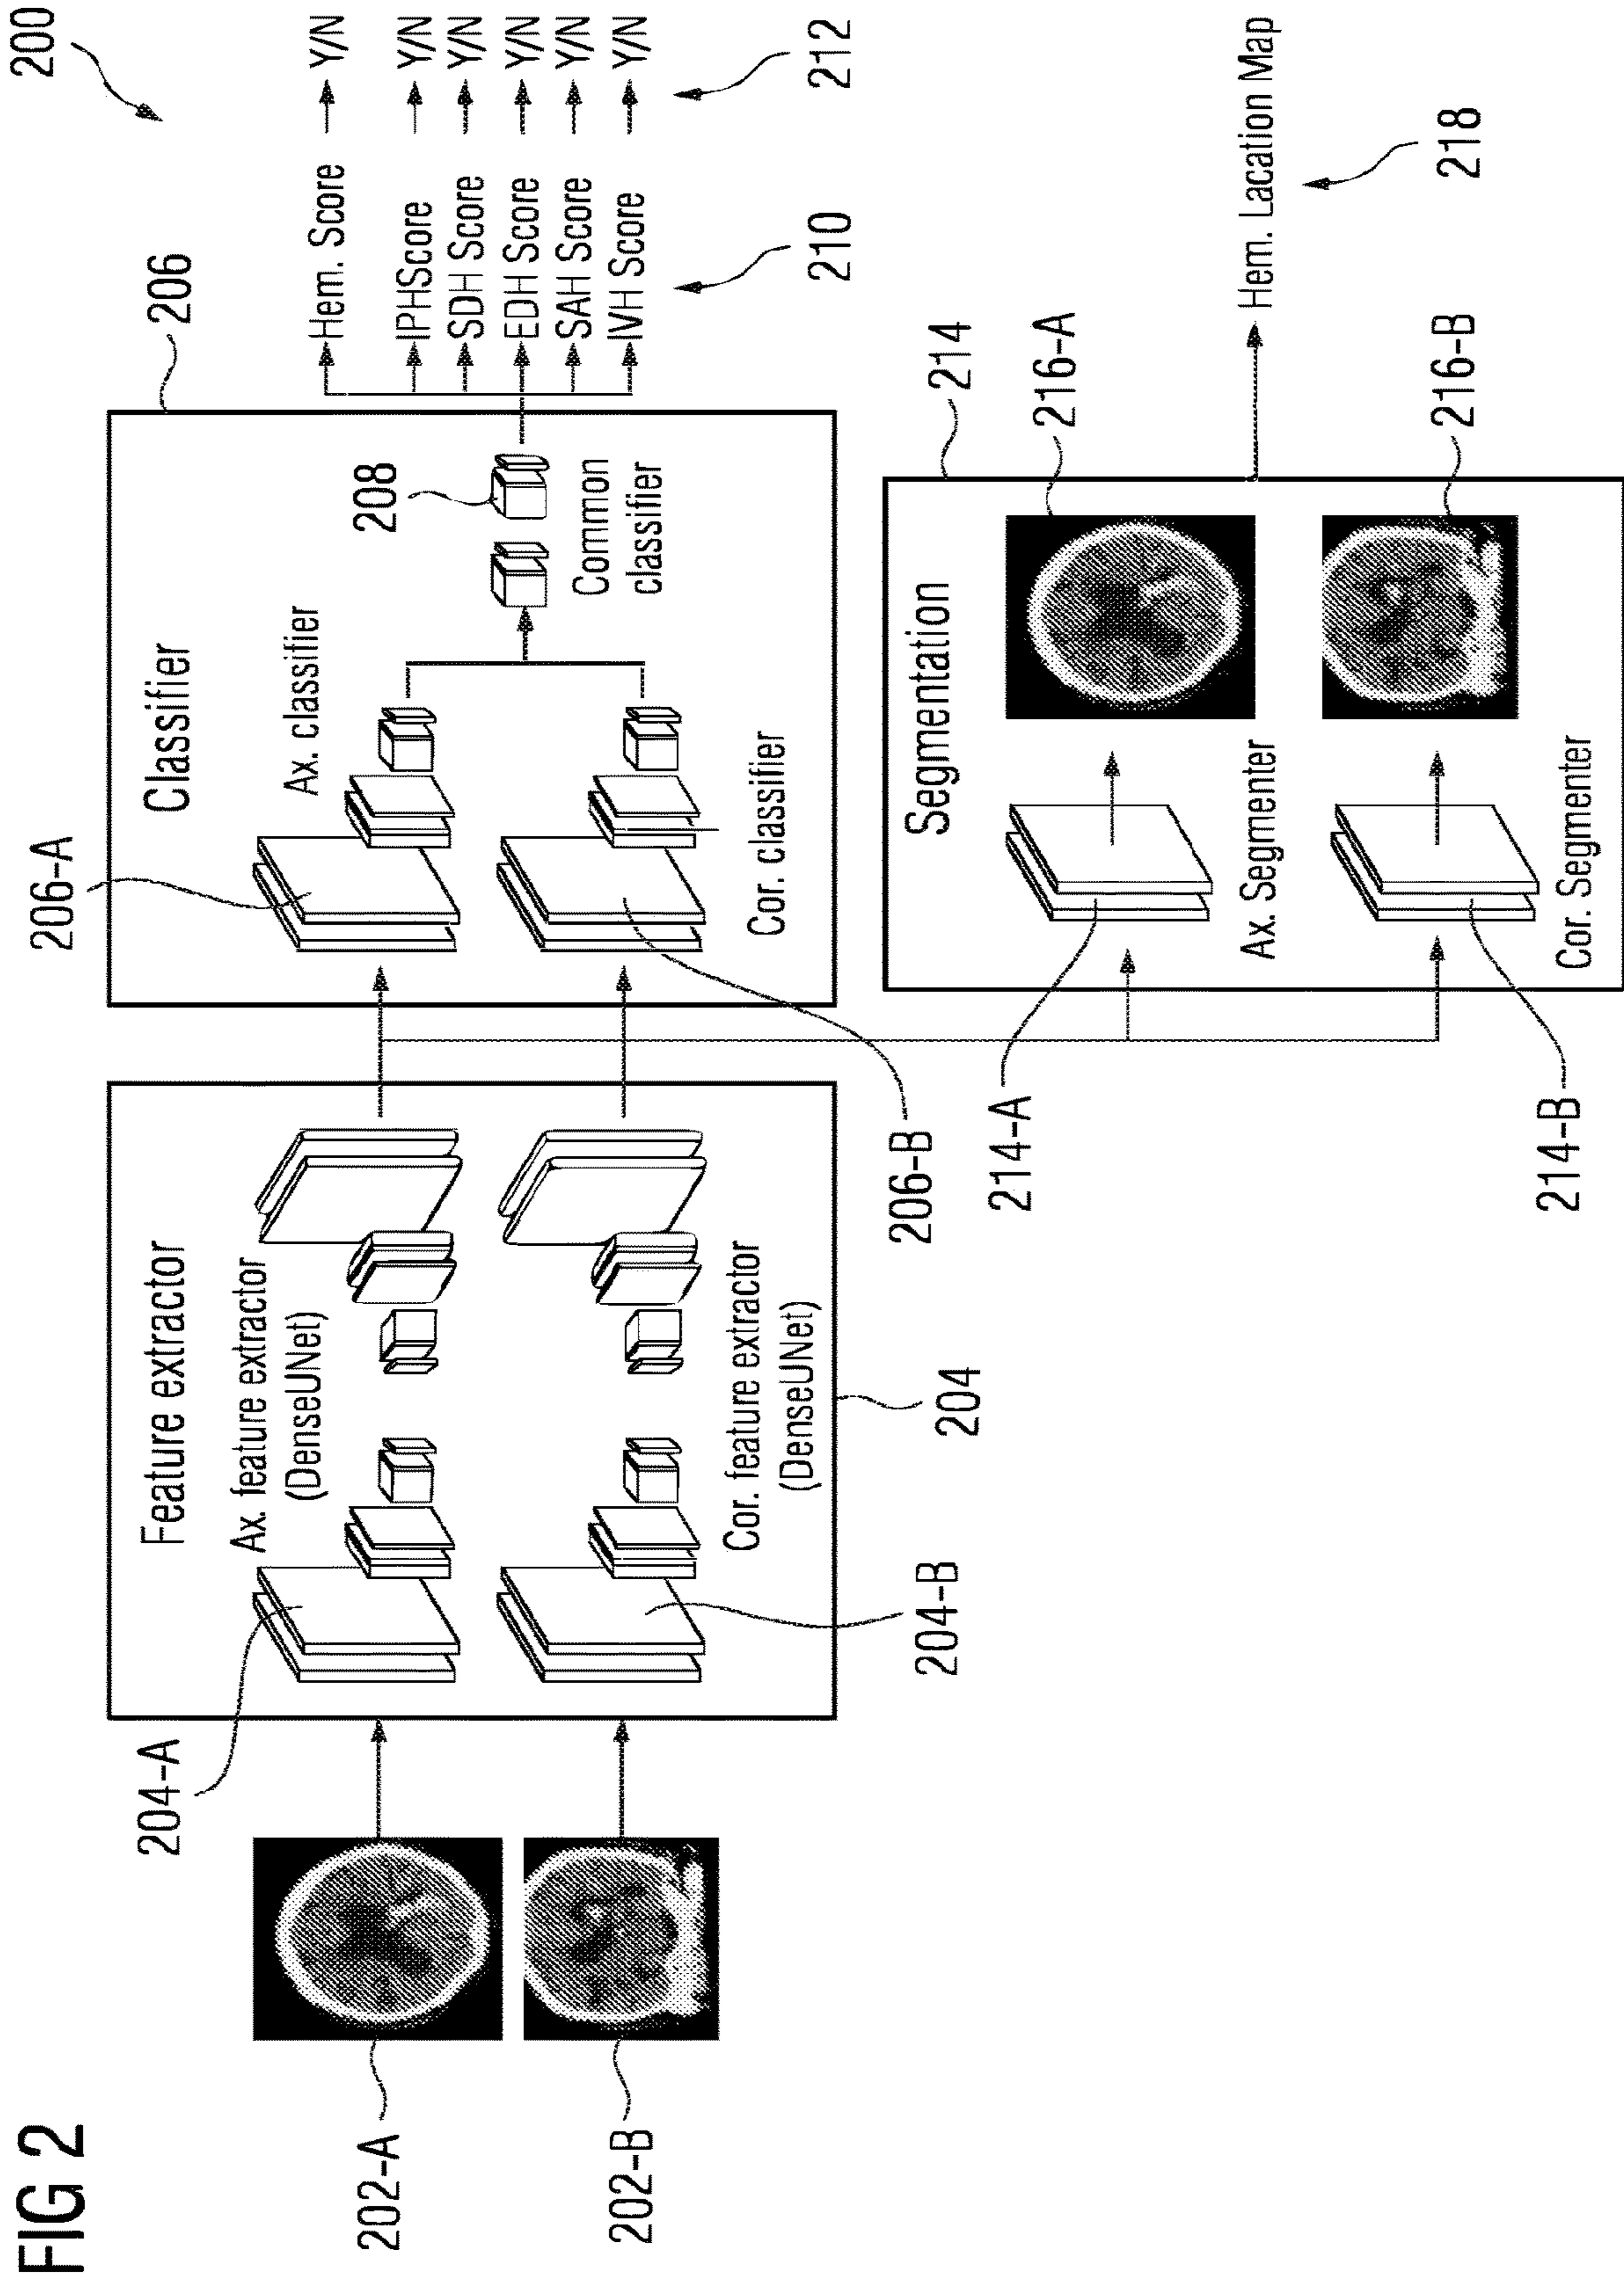 FIG 2
200
202-A
202-B
204-A
Feature extractor
Ax. feature extractor
(DenseUNet)
Cor. feature extractor
(DenseUNet)
204-B
204
206-A
206
Classifier
Ax. classifier
Cor. classifier
206-B
208
Common
classifier
Hem. Score Y/N
IPHScore Y/N
SDH Score Y/N
EDH Score Y/N
SAH Score Y/N
IVH Score Y/N
210
212
214
Segmentation
214-A
Ax. Segmenter
216-A
214-B
Cor. Segmenter
216-B
Hem. Lacation Map
218